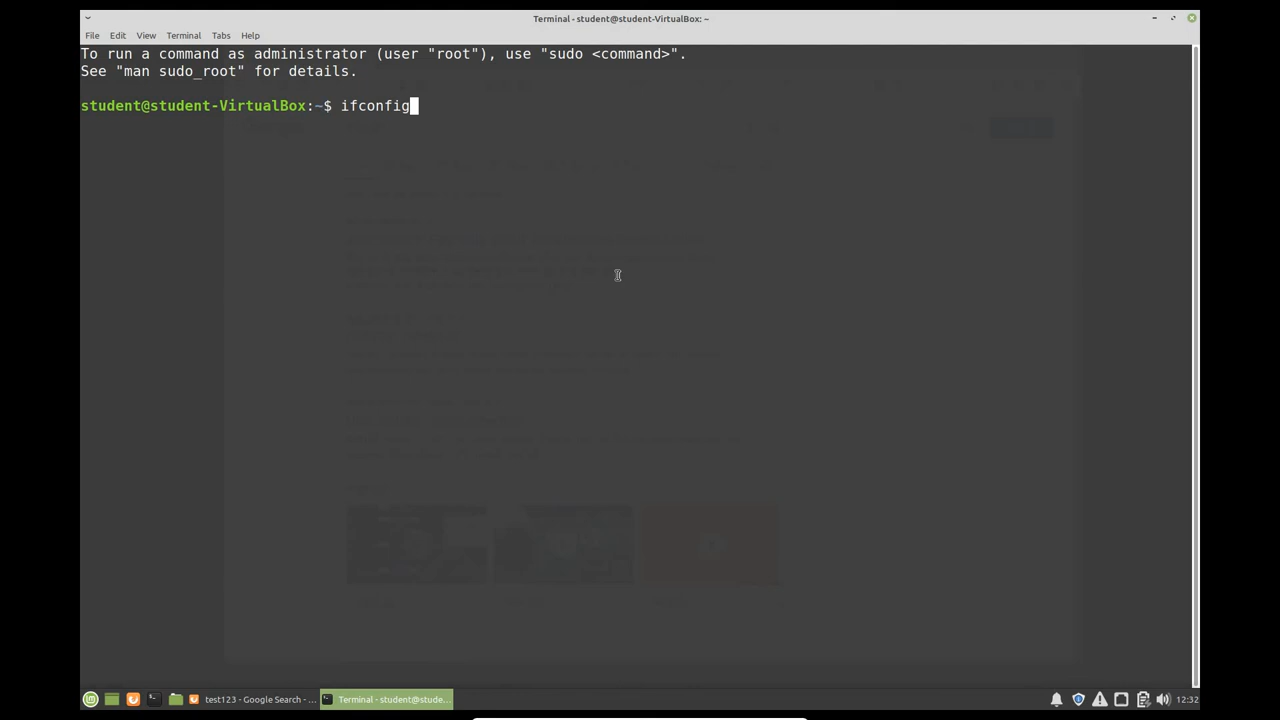 Terminal - student@student-VirtualBox: ~
File Edit View Terminal Tabs Help
To run a command as administrator (user "root"), use "sudo <command>".
See "man sudo_root" for details.
student@student-VirtualBox:~$ ifconfig
test123 - Google Search - ...
Terminal - student@stude...
12:32